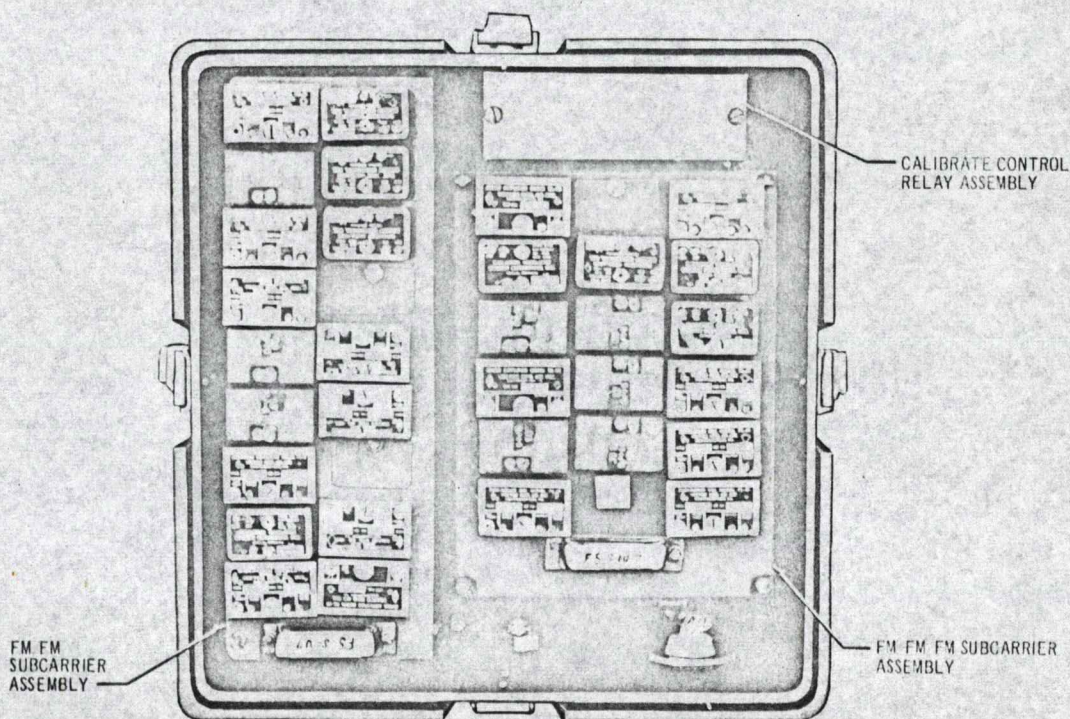 CALIBRATE CONTROL
RELAY ASSEMBLY
FM FM
SUBCARRIER
ASSEMBLY
FM FM FM SUBCARRIER
ASSEMBLY